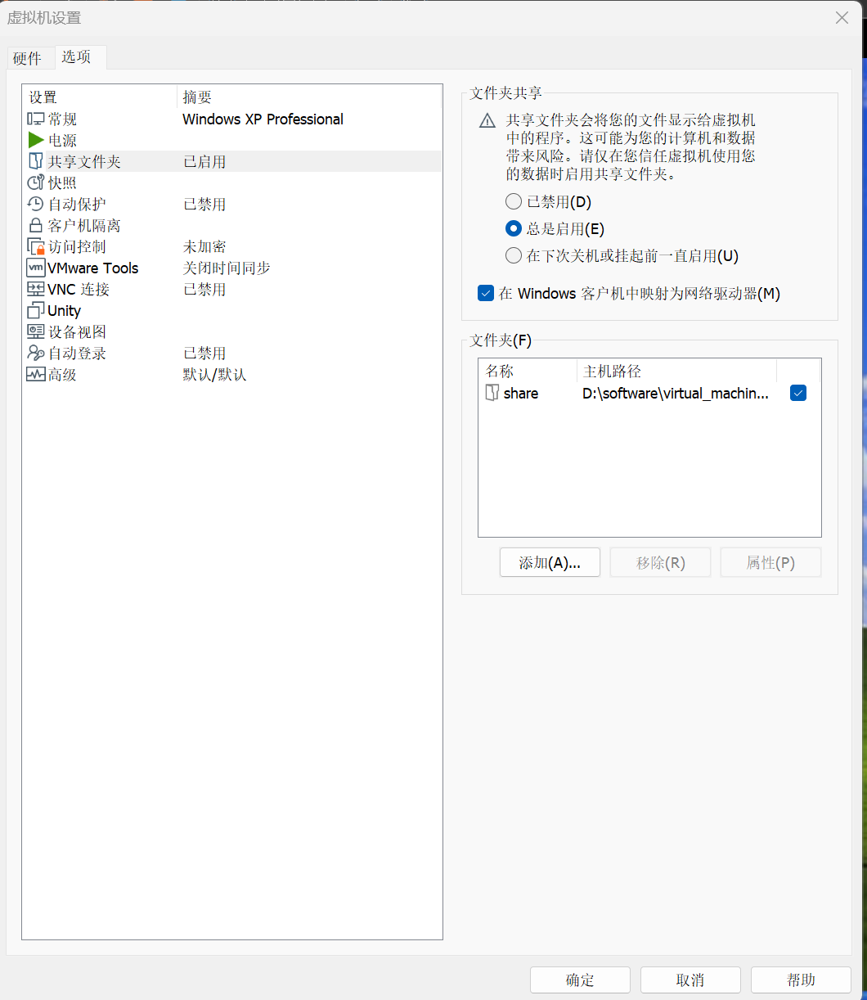 虚拟机设置
硬件 选项
设置 摘要
常规 Windows XP Professional
电源
共享文件夹 已启用
快照
自动保护 已禁用
客户机隔离
访问控制 未加密
VMware Tools 关闭时间同步
VNC 连接 已禁用
Unity
设备视图
自动登录 已禁用
高级 默认/默认
文件夹共享
共享文件夹会将您的文件显示给虚拟机
中的程序。这可能为您的计算机和数据
带来风险。请仅在您信任虚拟机使用您
的数据时启用共享文件夹。
已禁用(D)
总是启用(E)
在下次关机或挂起前一直启用(U)
在 Windows 客户机中映射为网络驱动器(M)
文件夹(F)
名称 主机路径
share D:\software\virtual_machin...
添加(A)... 移除(R) 属性(P)
确定 取消 帮助